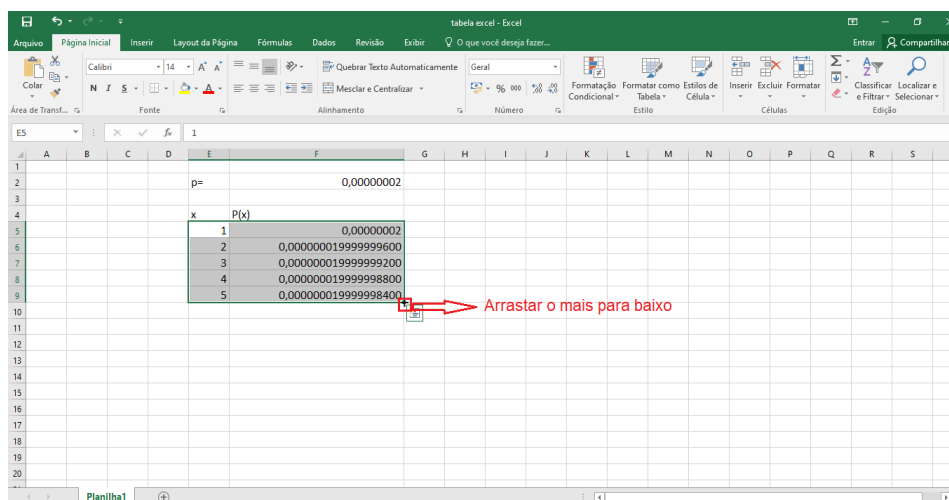 tabela excel - Excel
Arquivo Página Inicial Inserir Layout da Página Fórmulas Dados Revisão Exibir O que você deseja fazer... Entrar Compartilhar
Colar
Calibri 14 A A
N I S A
Quebrar Texto Automaticamente
Mesclar e Centralizar
Geral
% 000
Formatação Condicional
Formatar como Tabela
Estilos de Célula
Inserir Excluir Formatar
Classificar e Filtrar
Localizar e Selecionar
Área de Transf... Fonte Alinhamento Número Estilo Células Edição
E5 fx 1
A B C D E F G H I J K L M N O P Q R S
1
2 p= 0,00000002
3
4 x P(x)
5 1 0,00000002
6 2 0,000000019999999600
7 3 0,000000019999999200
8 4 0,000000019999998800
9 5 0,000000019999998400
Arrastar o mais para baixo
10
11
12
13
14
15
16
17
18
19
20
Planilha1